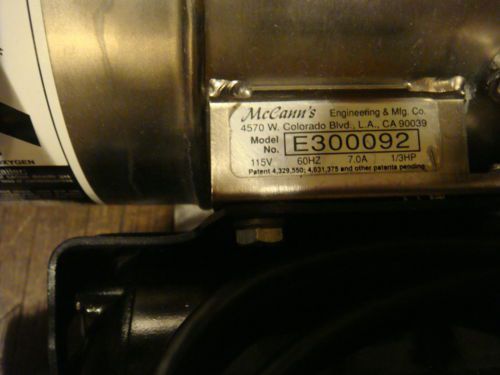 McCann's Engineering & Mfg. Co.
4570 W. Colorado Blvd., L.A., CA 90039
Model No. E300092
115V 60HZ 7.0A 1/3HP
Patent 4,329,550; 4,631,375 and other patents pending
OXYGEN